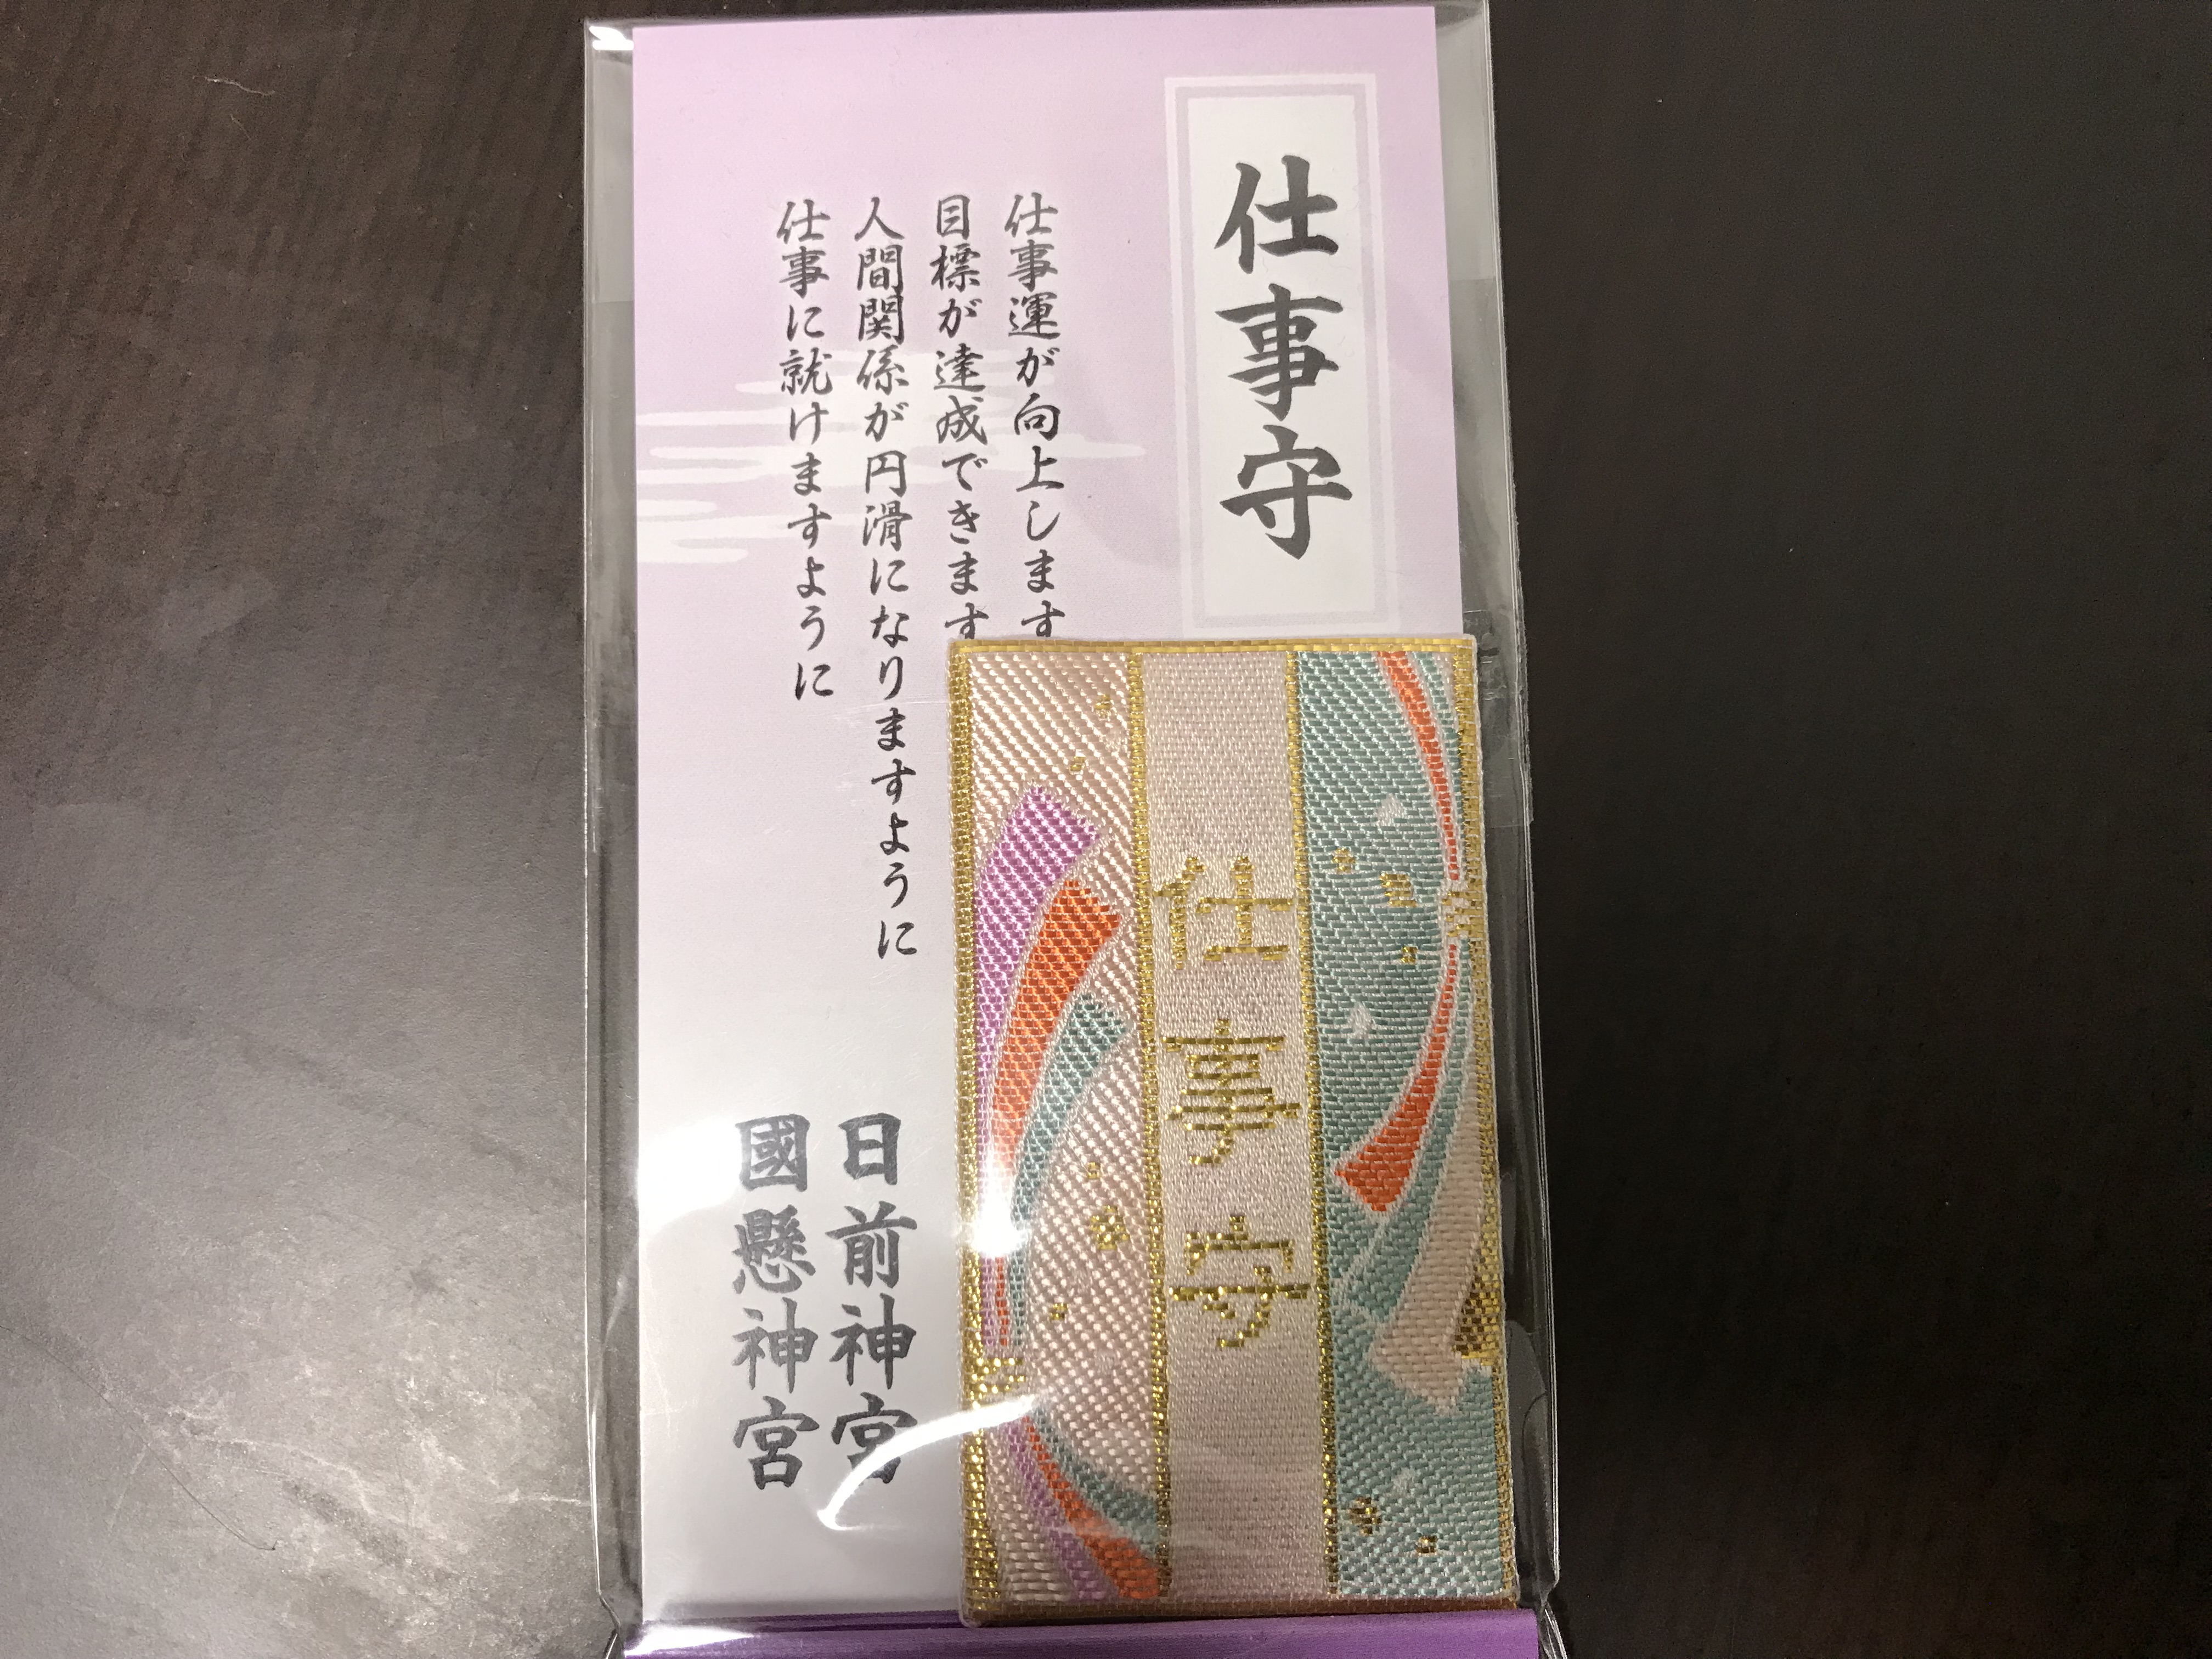 仕事守
仕事運が向上します
目標が達成できます
人間関係が円滑になりますように
仕事に就けますように
日前神宮
國懸神宮
仕事守